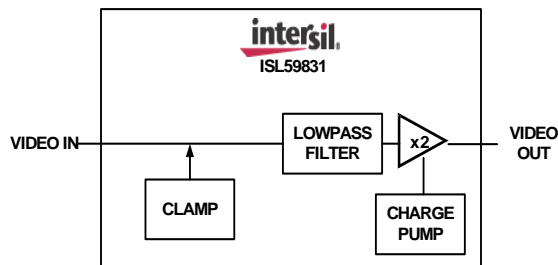 intersil
ISL59831
VIDEO IN
LOWPASS
FILTER
x2
VIDEO
OUT
CLAMP
CHARGE
PUMP